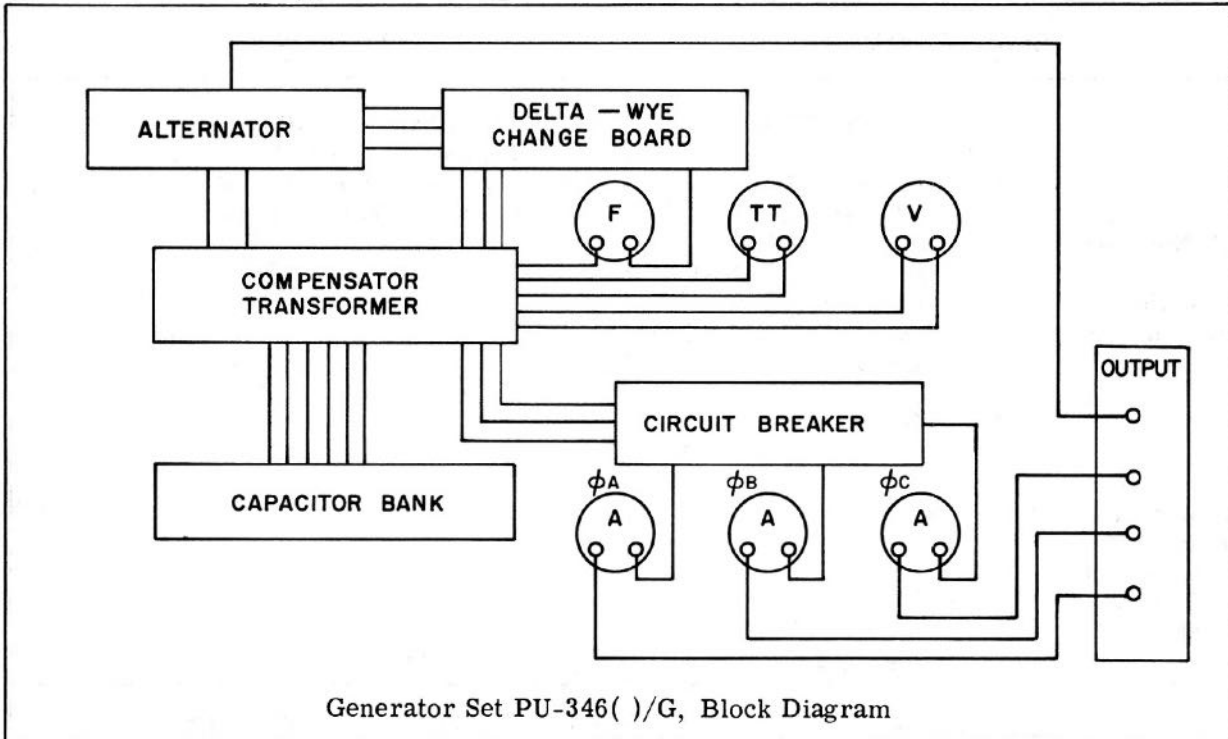 ALTERNATOR
DELTA — WYE
CHANGE BOARD
F
TT
V
COMPENSATOR
TRANSFORMER
OUTPUT
CIRCUIT BREAKER
CAPACITOR BANK
ϕA
ϕB
ϕC
A
A
A
Generator Set PU-346( )/G, Block Diagram